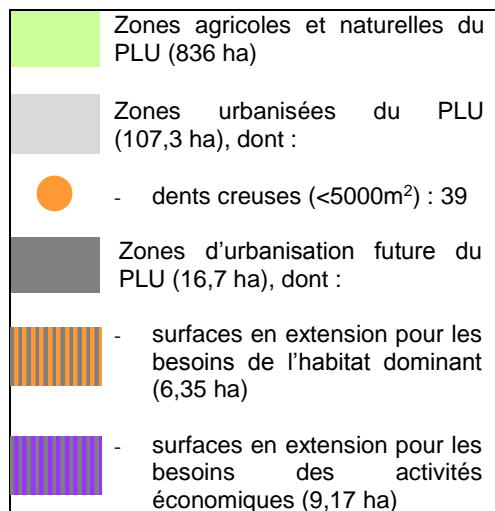 Zones agricoles et naturelles du
PLU (836 ha)
Zones urbanisées du PLU
(107,3 ha), dont :
- dents creuses (<5000m²) : 39
Zones d'urbanisation future du
PLU (16,7 ha), dont :
- surfaces en extension pour les
besoins de l'habitat dominant
(6,35 ha)
- surfaces en extension pour les
besoins des activités
économiques (9,17 ha)